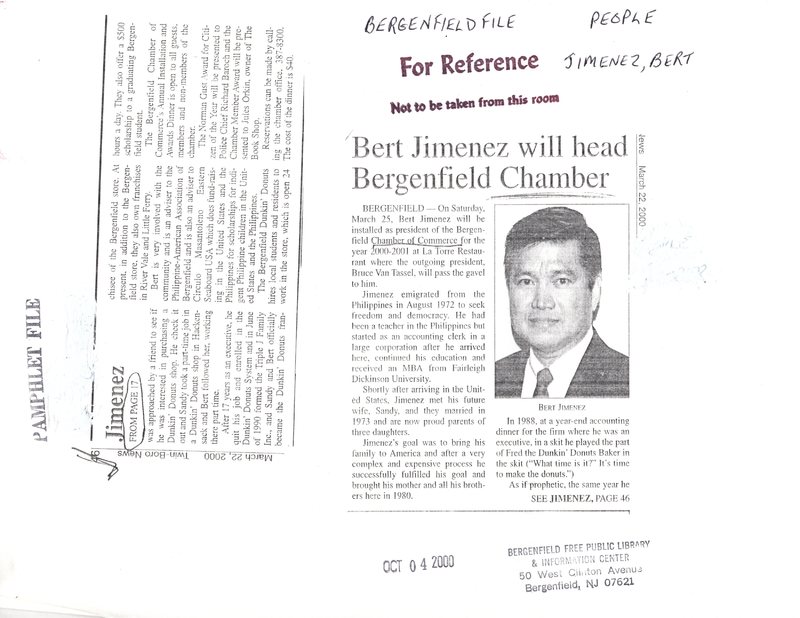 BERGENFIELD FILE
PEOPLE
For Reference
JIMENEZ, BERT
Not to be taken from this room
Bert Jimenez will head
Bergenfield Chamber
News March 22, 2000
BERGENFIELD — On Saturday,
March 25, Bert Jimenez will be
installed as president of the Bergen-
field Chamber of Commerce for the
year 2000-2001 at La Torre Restau-
rant where the outgoing president,
Bruce Van Tassel, will pass the gavel
to him.
Jimenez emigrated from the
Philippines in August 1972 to seek
freedom and democracy. He had
been a teacher in the Philippines but
started as an accounting clerk in a
large corporation after he arrived
here, continued his education and
received an MBA from Fairleigh
Dickinson University.
Shortly after arriving in the Unit-
ed States, Jimenez met his future
wife, Sandy, and they married in
1973 and are now proud parents of
three daughters.
Jimenez's goal was to bring his
family to America and after a very
complex and expensive process he
successfully fulfilled his goal and
brought his mother and all his broth-
ers here in 1980.
BERT JIMENEZ
In 1988, at a year-end accounting
dinner for the firm where he was an
executive, in a skit he played the part
of Fred the Dunkin' Donuts Baker in
the skit ("What time is it?" It's time
to make the donuts.")
As if prophetic, the same year he
SEE JIMENEZ, PAGE 46
PAMPHLET FILE
March 22, 2000 Twin-Boro News
Jimenez
FROM PAGE 17
was approached by a friend to see if
he was interested in purchasing a
Dunkin' Donuts shop. He check it
out and Sandy took a part-time job in
a Dunkin' Donuts shop in Hacken-
sack and Bert followed her, working
there part time.
After 17 years as an executive, he
quit his job and enrolled in the
Dunkin' Donuts System and in June
of 1990 formed the Triple J Family
Inc., and Sandy and Bert officially
became the Dunkin' Donuts fran-
chisee of the Bergenfield store. At
present, in addition to the Bergen-
field store, they also own franchises
in River Vale and Little Ferry.
Bert is very involved with the
community and is an adviser to the
Philippine-American Association of
Bergenfield and is also an adviser to
Circulo Massantoleno Eastern
Seaboard USA which does fund-rais-
ing in the United States and the
Philippines for scholarships for indi-
gent Philippine children in the Unit-
ed States and the Philippines.
The Bergenfield Dunkin' Donuts
hires local students and residents to
work in the store, which is open 24
hours a day. They also offer a $500
scholarship to a graduating Bergen-
field student.
The Bergenfield Chamber of
Commerce's Annual Installation and
Awards Dinner is open to all guests,
members and non-members of the
chamber.
The Norman Gust Award for Citi-
zen of the Year will be presented to
Police Chief Richard Baroch and the
Chamber Member Award will be pre-
sented to Jules Orkin, owner of The
Book Shop.
Reservations can be made by call-
ing the chamber office, 387-8300.
The cost of the dinner is $40.
OCT 04 2000
BERGENFIELD FREE PUBLIC LIBRARY
& INFORMATION CENTER
50 West Clinton Avenue
Bergenfield, NJ 07621